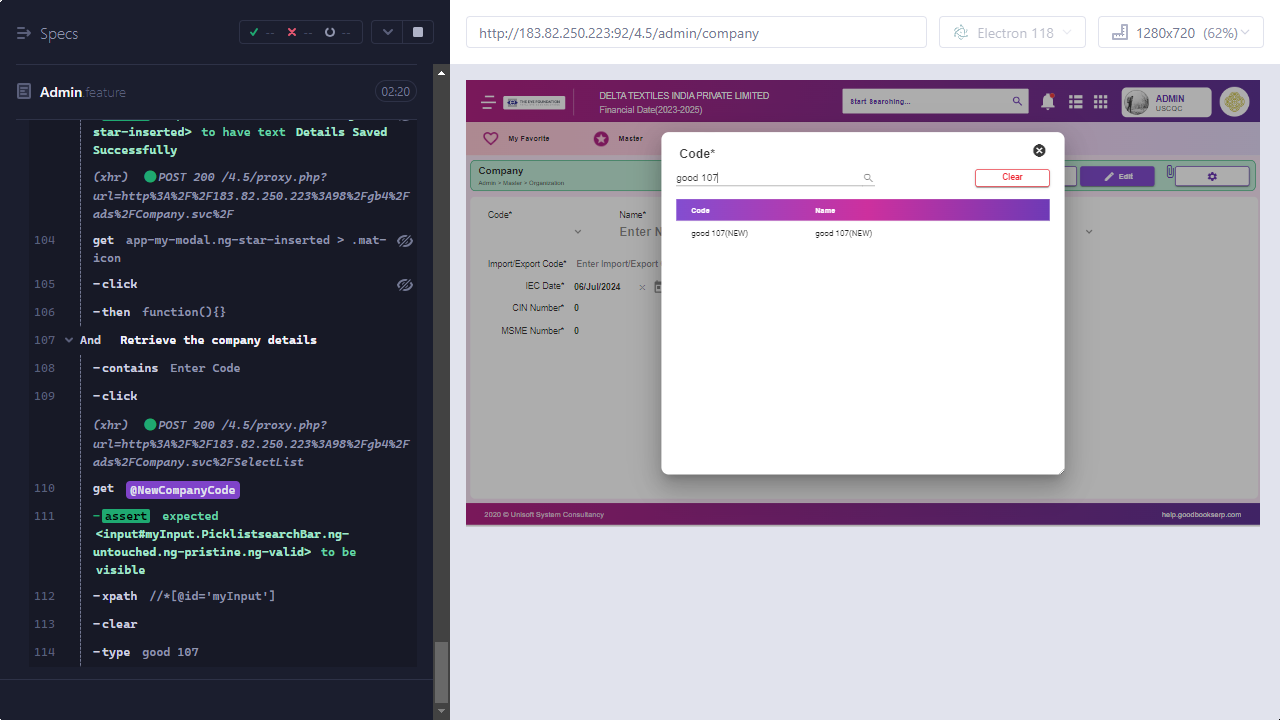 Specs
--
--
--
Admin feature
02:20
star-inserted> to have text Details Saved
Successfully
(xhr) POST 200 /4.5/proxy.php?
url=http%3A%2F%2F183.82.250.223%3A98%2Fgb4%2F
ads%2FCompany.svc%2F
104 get app-my-modal.ng-star-inserted > .mat-
icon
105 -click
106 -then function(){}
107 And Retrieve the company details
108 -contains Enter Code
109 -click
(xhr) POST 200 /4.5/proxy.php?
url=http%3A%2F%2F183.82.250.223%3A98%2Fgb4%2F
ads%2FCompany.svc%2FSelectList
110 get @NewCompanyCode
111 -assert expected
<input#myInput.PicklistsearchBar.ng-
untouched.ng-pristine.ng-valid> to be
visible
112 -xpath //*[@id='myInput']
113 -clear
114 -type good 107
http://183.82.250.223:92/4.5/admin/company
Electron 118
1280x720 (62%)
THE EYE FOUNDATION
DELTA TEXTILES INDIA PRIVATE LIMITED
Financial Date(2023-2025)
Start Searching...
ADMIN
USCQC
My Favorite
Master
Company
Admin > Master > Organization
Edit
Code*
good 107
Clear
Code Name
good 107(NEW) good 107(NEW)
Code*
Name*
Enter N
Import/Export Code* Enter Import/Export
IEC Date* 06/Jul/2024
CIN Number* 0
MSME Number* 0
2020 © Unisoft System Consultancy
help.goodbookserp.com